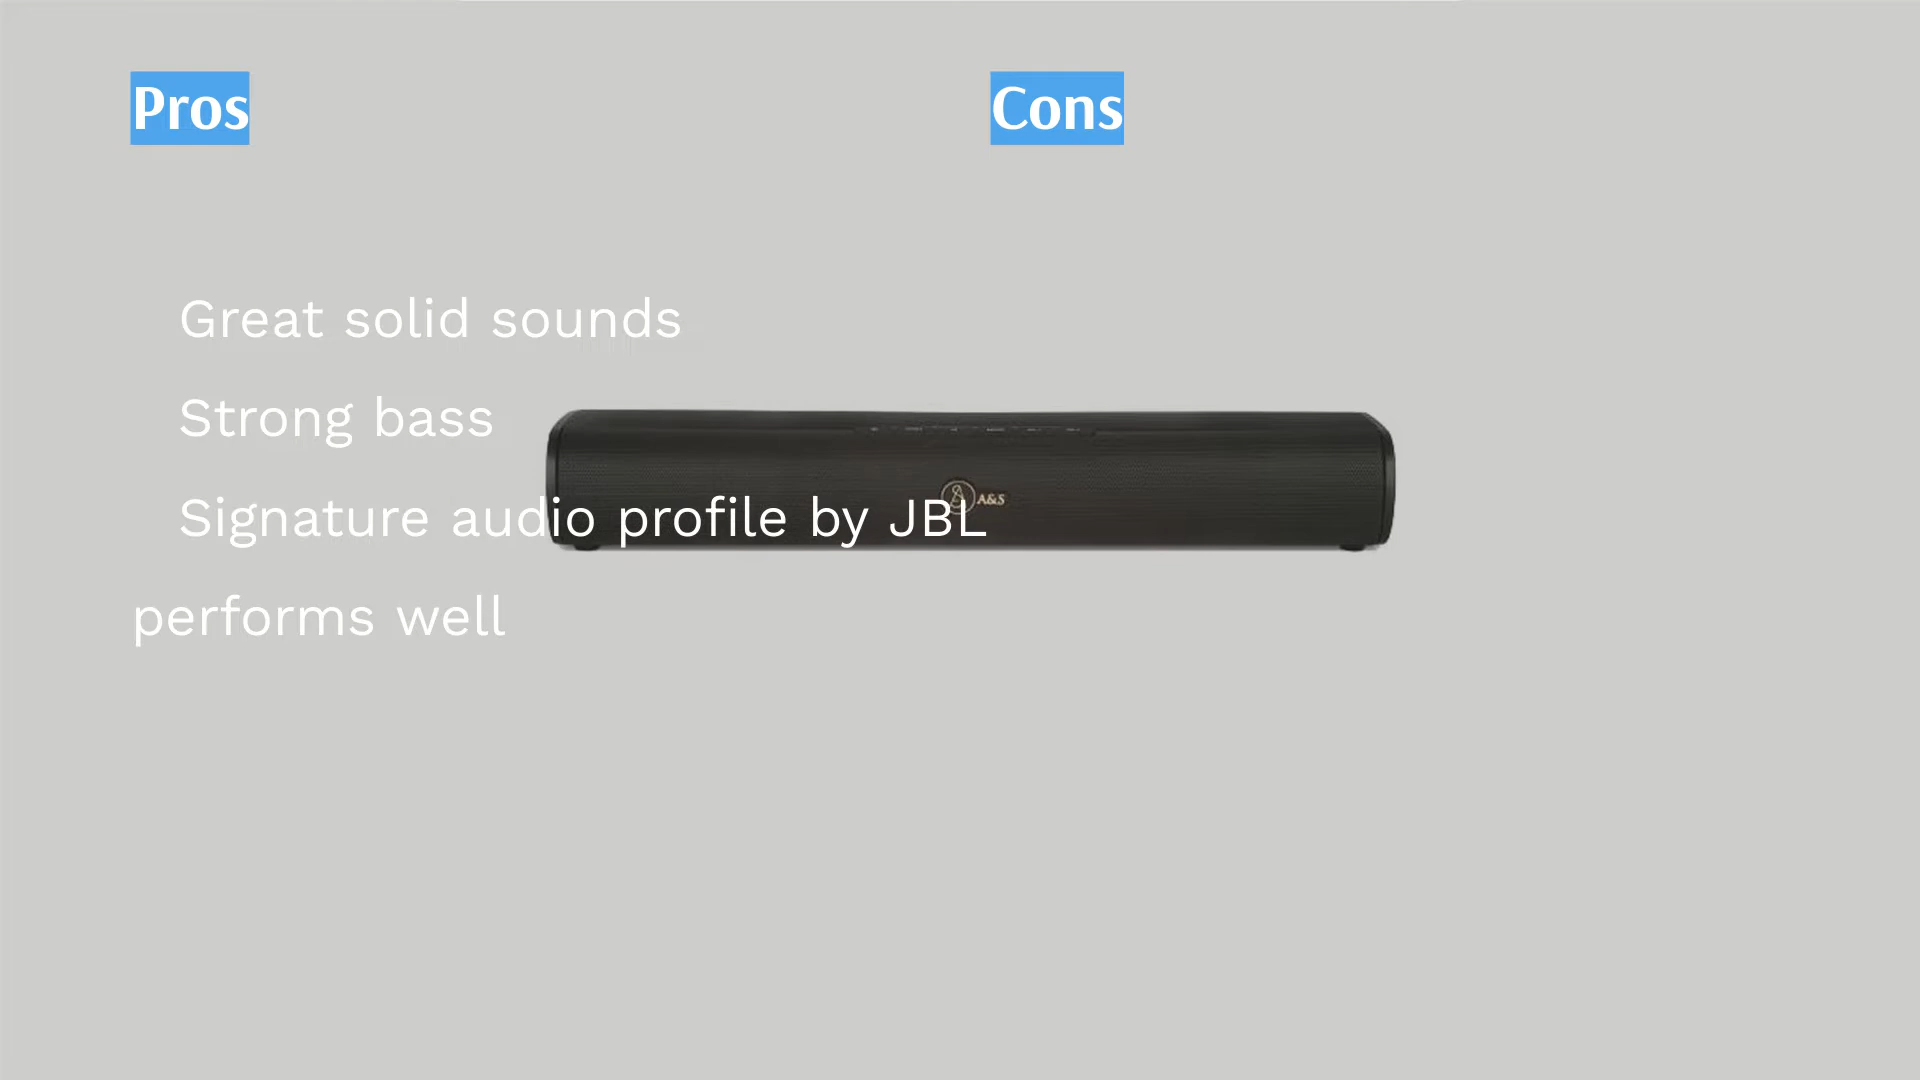 Pros
Cons
Great solid sounds
Strong bass
A&S
Signature audio profile by JBL
performs well